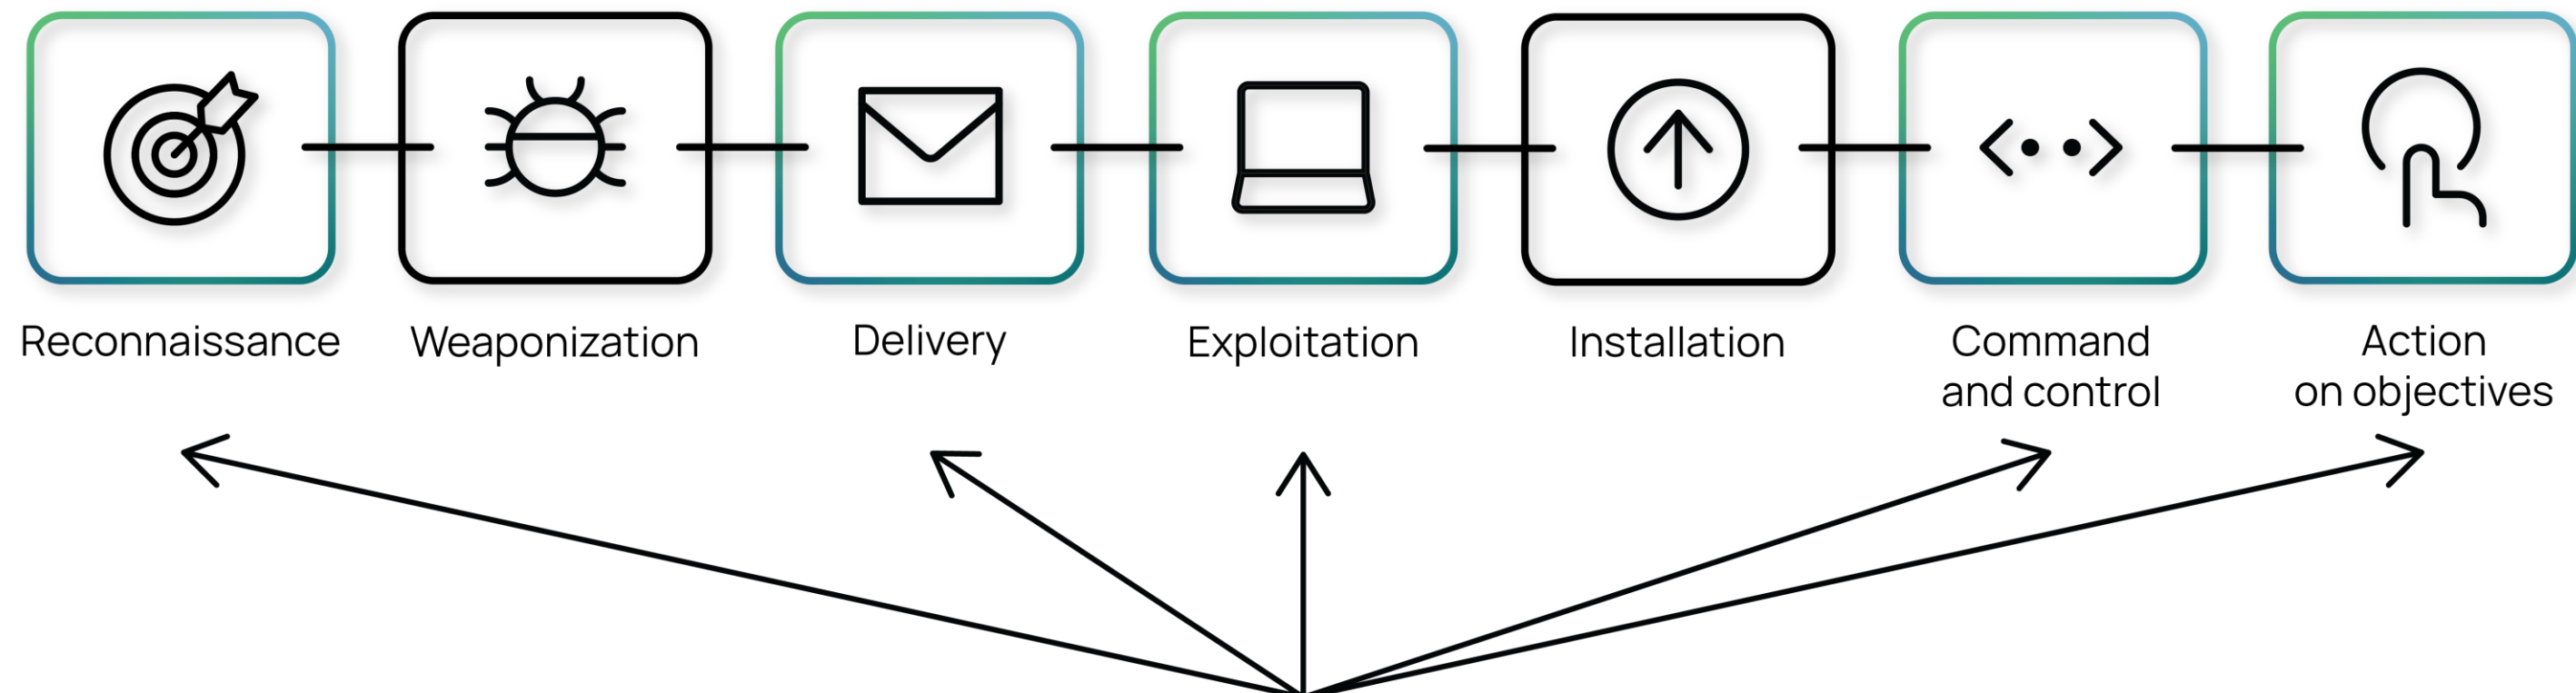 Reconnaissance
Weaponization
Delivery
Exploitation
Installation
Command
and control
Action
on objectives